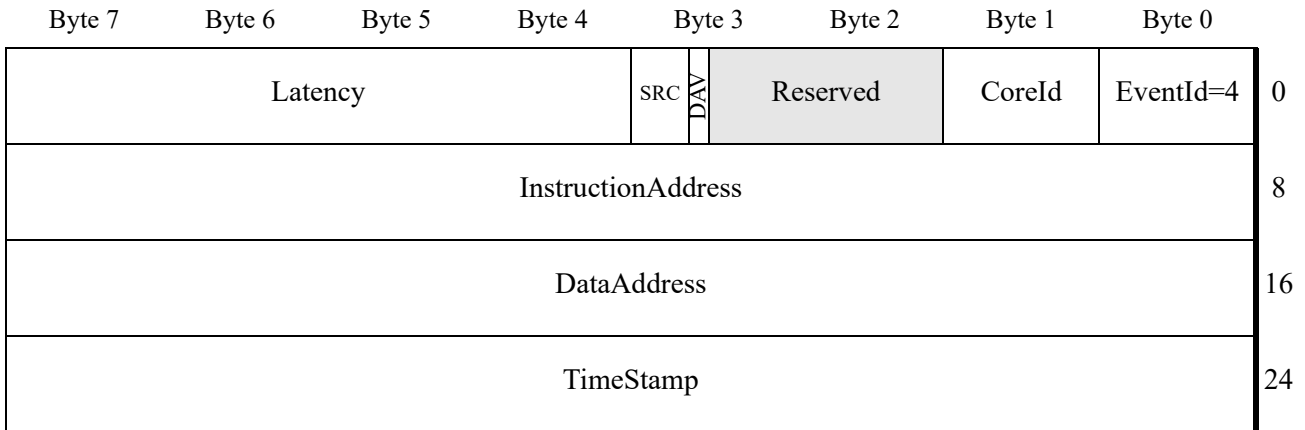 Byte 7 Byte 6 Byte 5 Byte 4 Byte 3 Byte 2 Byte 1 Byte 0
Latency SRC DAV Reserved CoreId EventId=4 0
InstructionAddress 8
DataAddress 16
TimeStamp 24